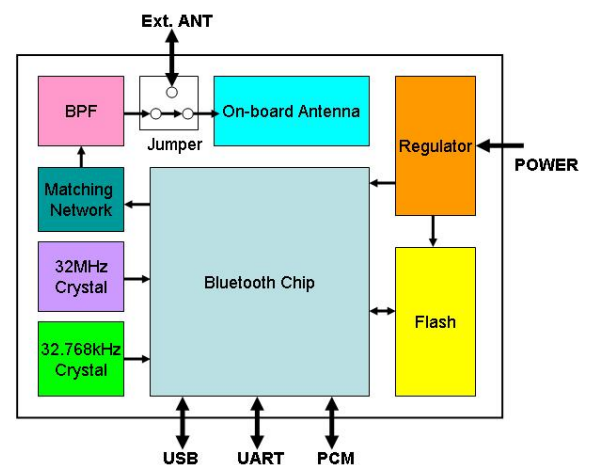 Ext. ANT
BPF
Jumper
On-board Antenna
Regulator
POWER
Matching
Network
32MHz
Crystal
Bluetooth Chip
Flash
32.768kHz
Crystal
USB
UART
PCM